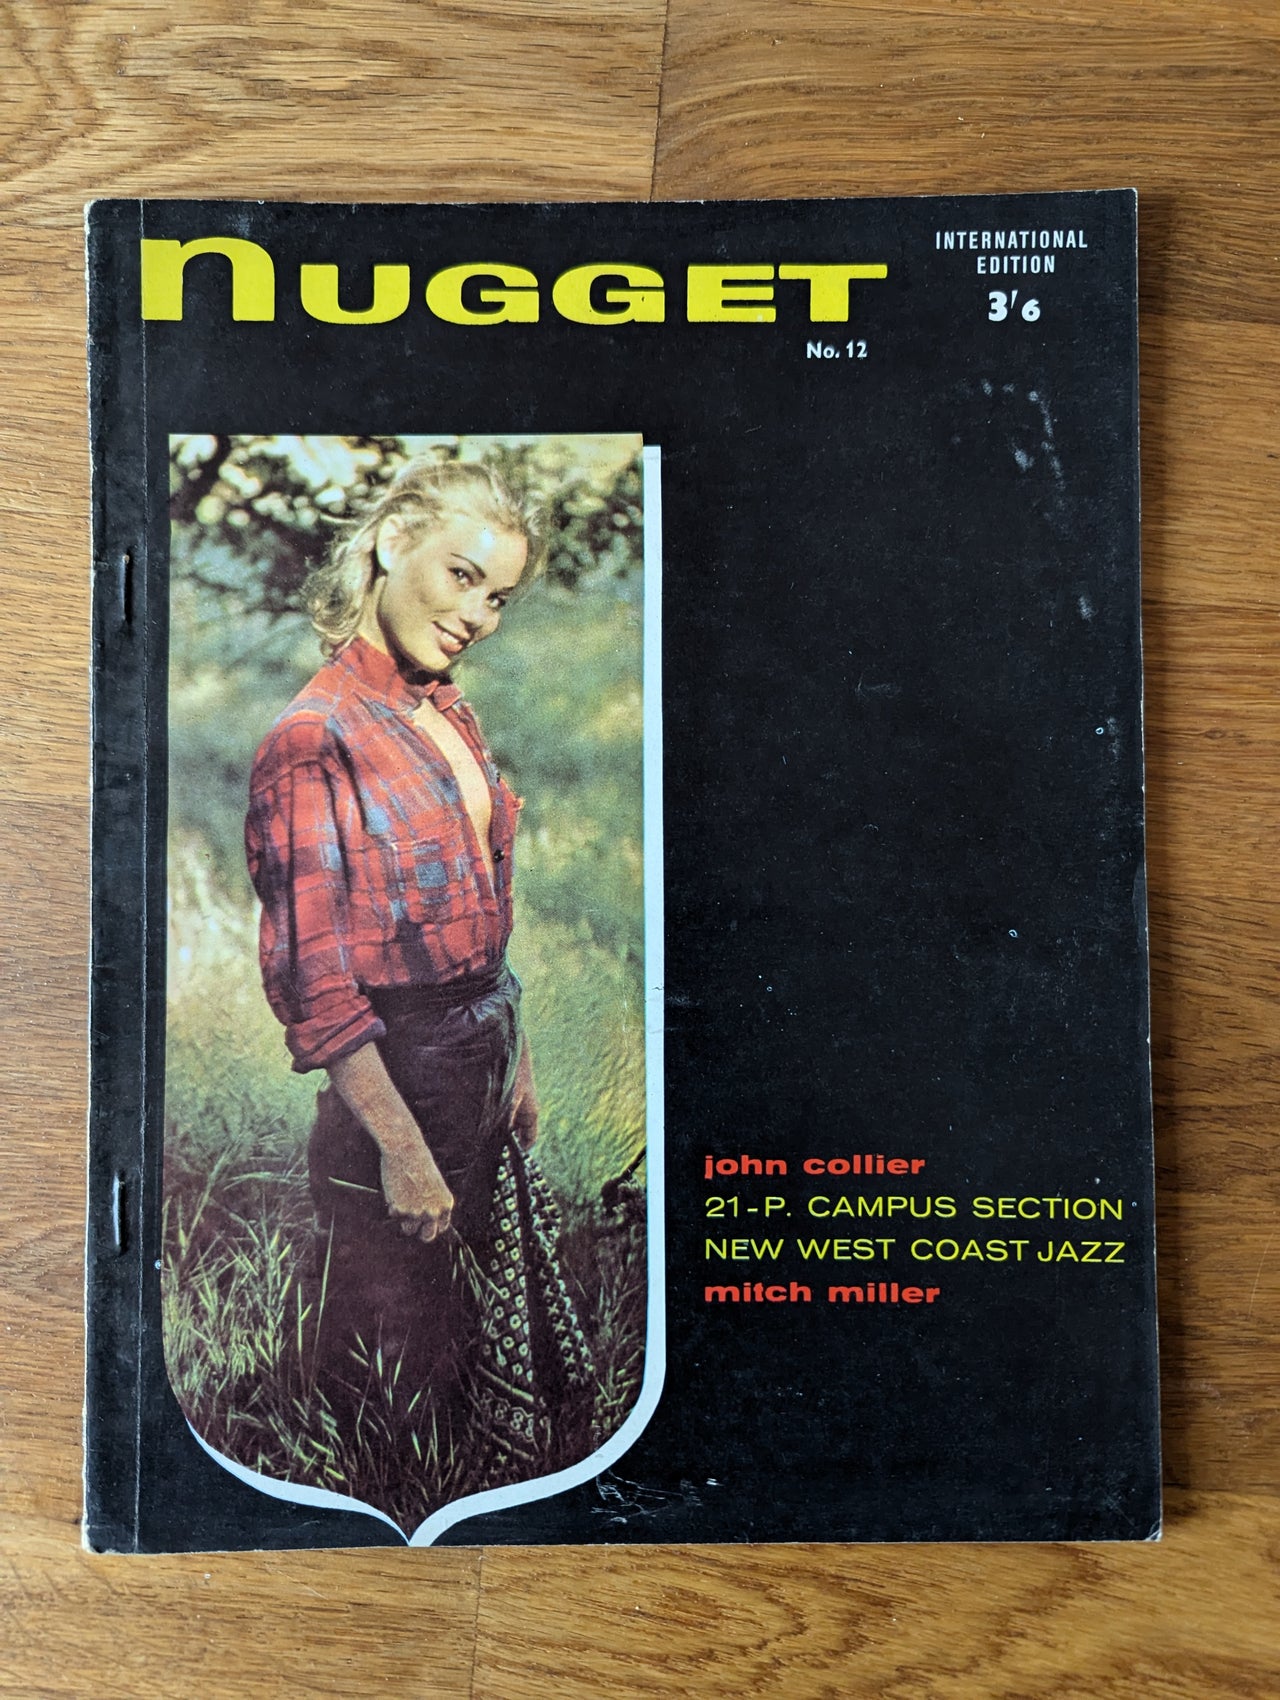 nUGGET
INTERNATIONAL
EDITION
3'6
No. 12
john collier
21-P. CAMPUS SECTION
NEW WEST COAST JAZZ
mitch miller